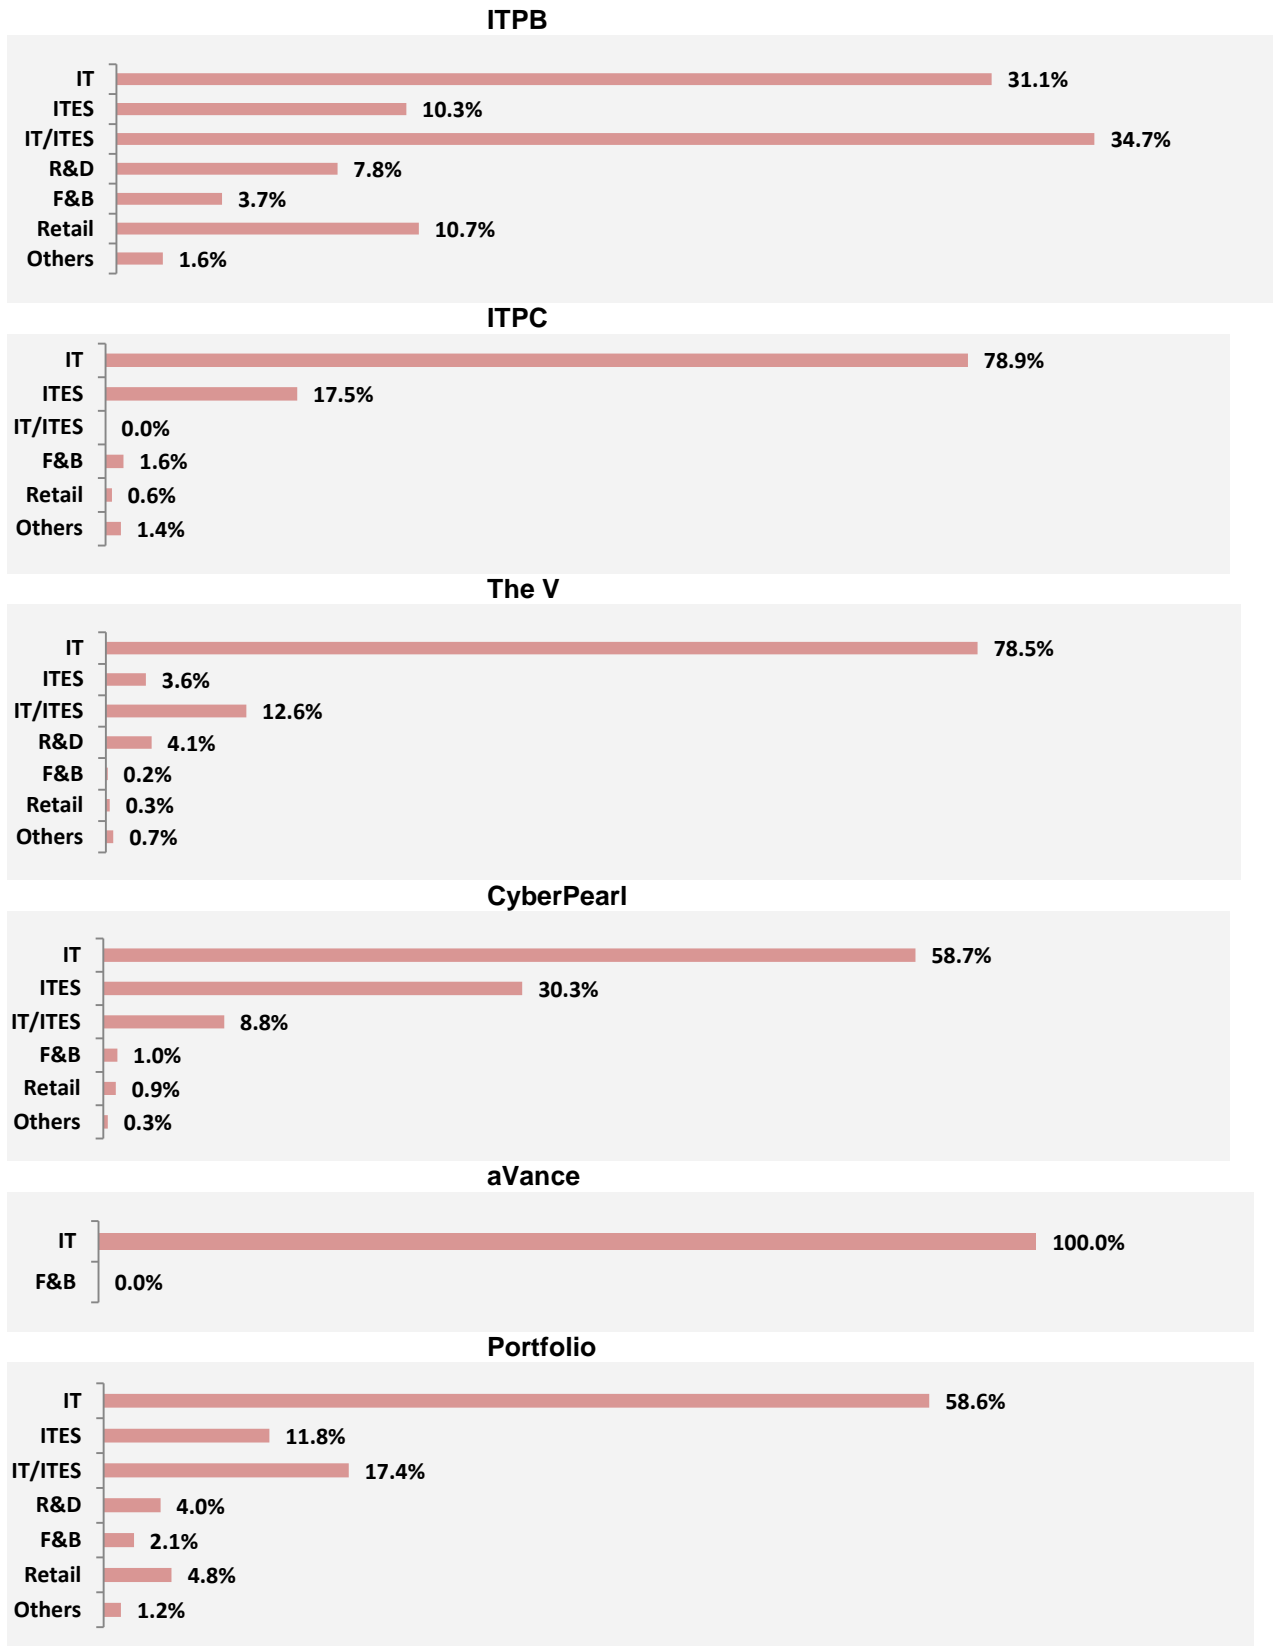 ITPB
IT 31.1%
ITES 10.3%
IT/ITES 34.7%
R&D 7.8%
F&B 3.7%
Retail 10.7%
Others 1.6%
ITPC
IT 78.9%
ITES 17.5%
IT/ITES 0.0%
F&B 1.6%
Retail 0.6%
Others 1.4%
The V
IT 78.5%
ITES 3.6%
IT/ITES 12.6%
R&D 4.1%
F&B 0.2%
Retail 0.3%
Others 0.7%
CyberPearl
IT 58.7%
ITES 30.3%
IT/ITES 8.8%
F&B 1.0%
Retail 0.9%
Others 0.3%
aVance
IT 100.0%
F&B 0.0%
Portfolio
IT 58.6%
ITES 11.8%
IT/ITES 17.4%
R&D 4.0%
F&B 2.1%
Retail 4.8%
Others 1.2%